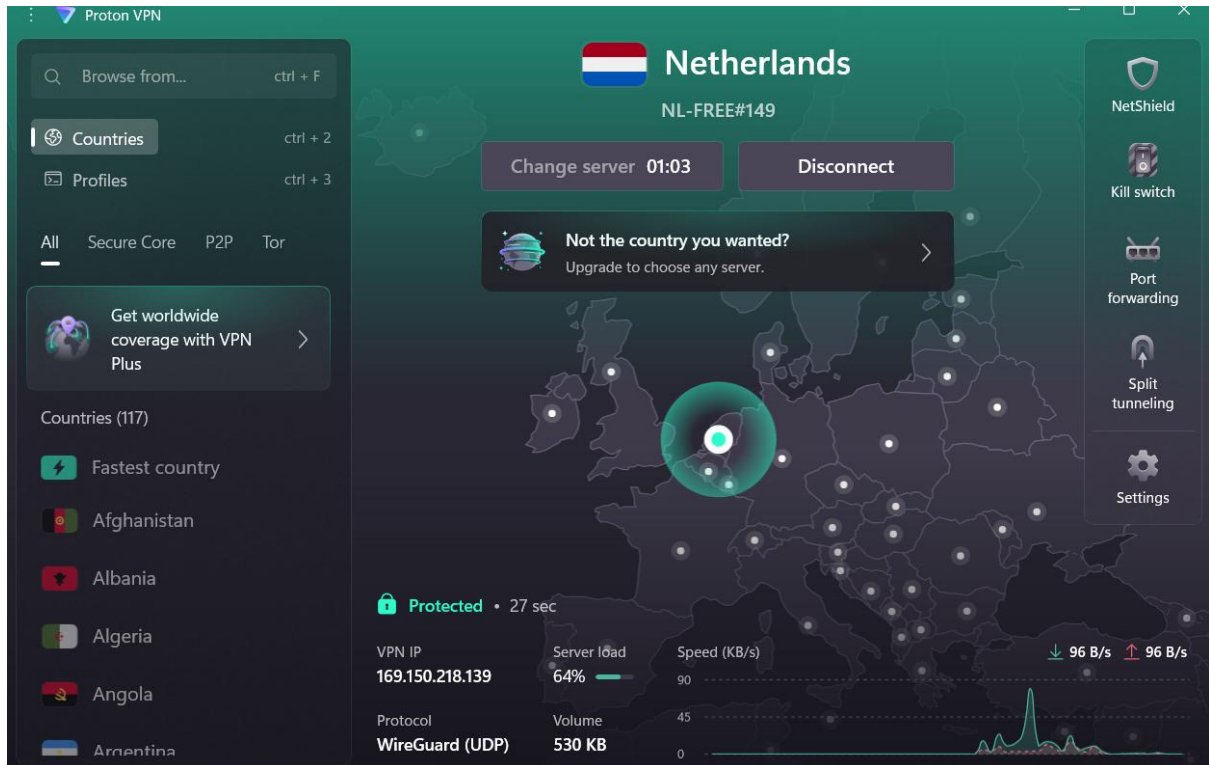 Proton VPN
Browse from... ctrl + F
Countries ctrl + 2
Profiles ctrl + 3
All Secure Core P2P Tor
Get worldwide
coverage with VPN
Plus
Countries (117)
Fastest country
Afghanistan
Albania
Algeria
Angola
Argentina
Netherlands
NL-FREE#149
Change server 01:03
Disconnect
Not the country you wanted?
Upgrade to choose any server.
Protected • 27 sec
VPN IP
169.150.218.139
Server load
64%
Protocol
WireGuard (UDP)
Volume
530 KB
Speed (KB/s)
96 B/s 96 B/s
90
45
0
NetShield
Kill switch
Port
forwarding
Split
tunneling
Settings